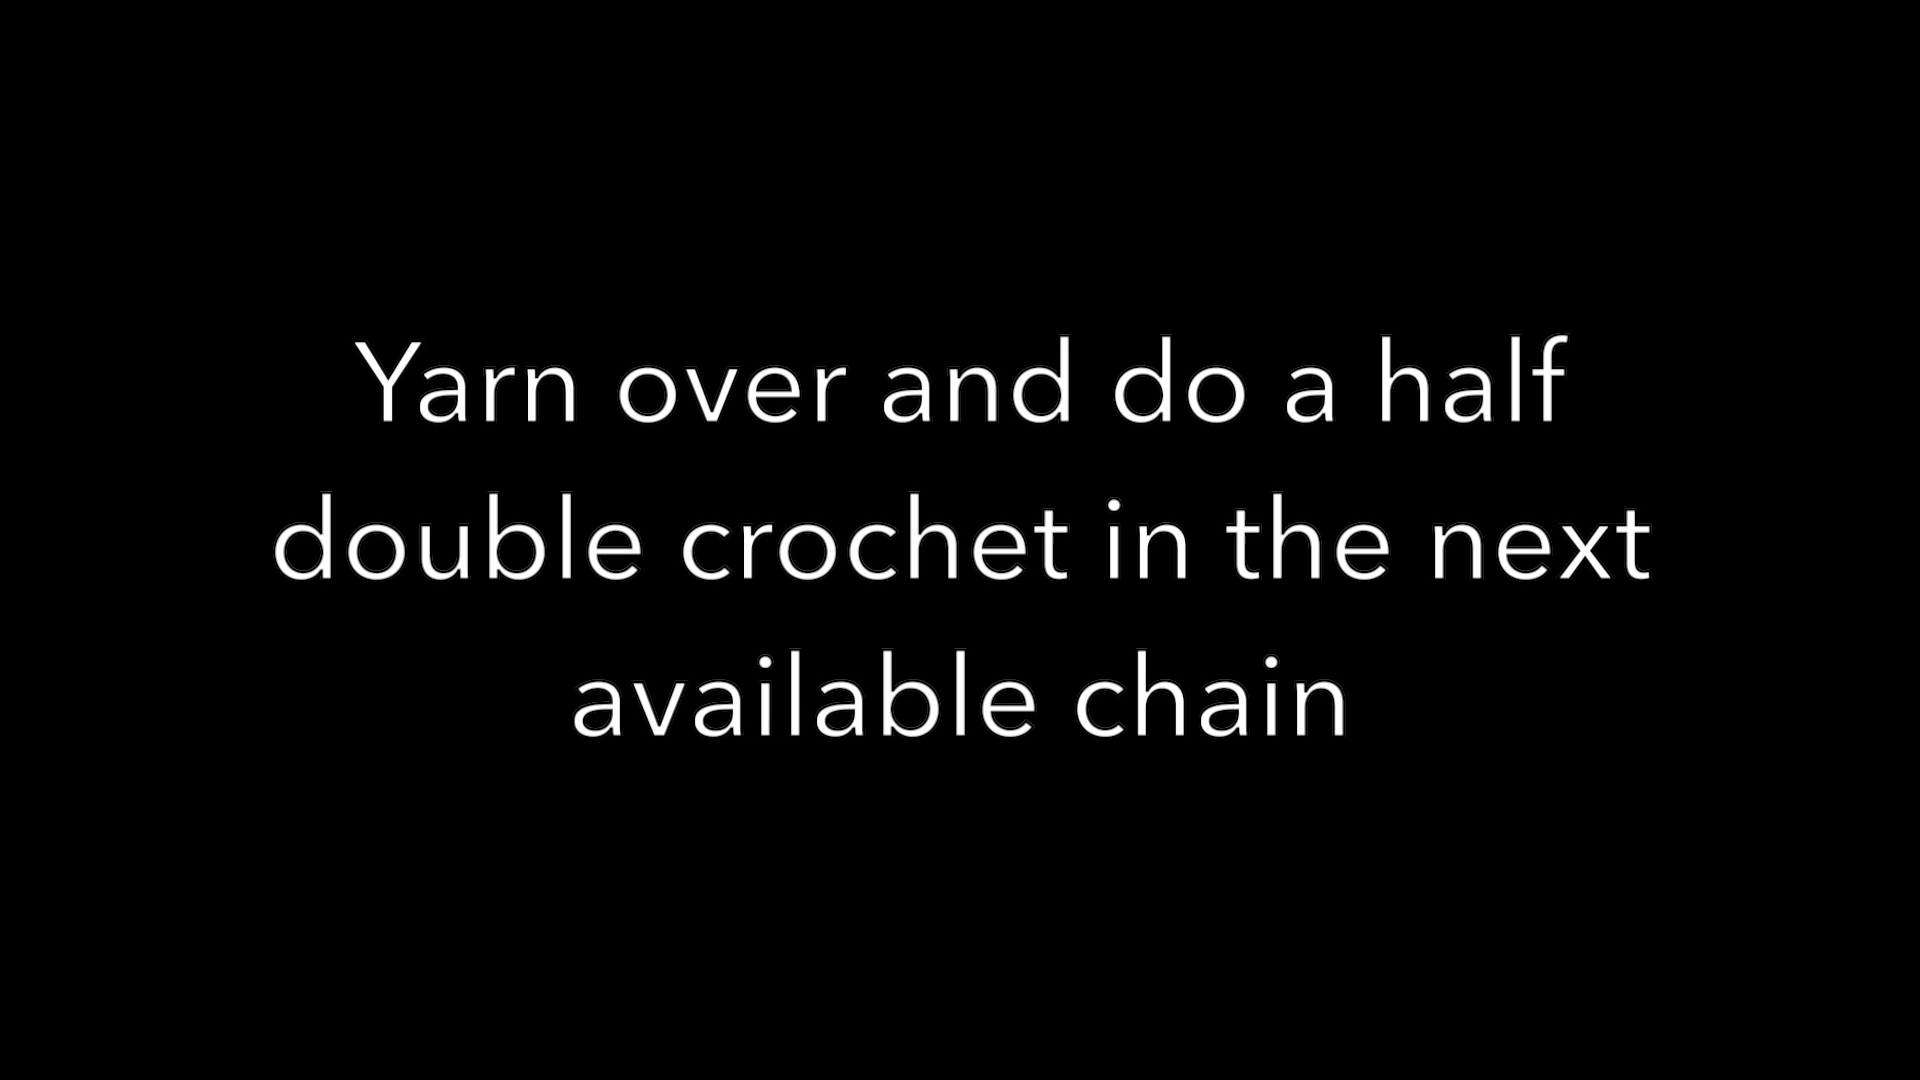 Yarn over and do a half
double crochet in the next
available chain